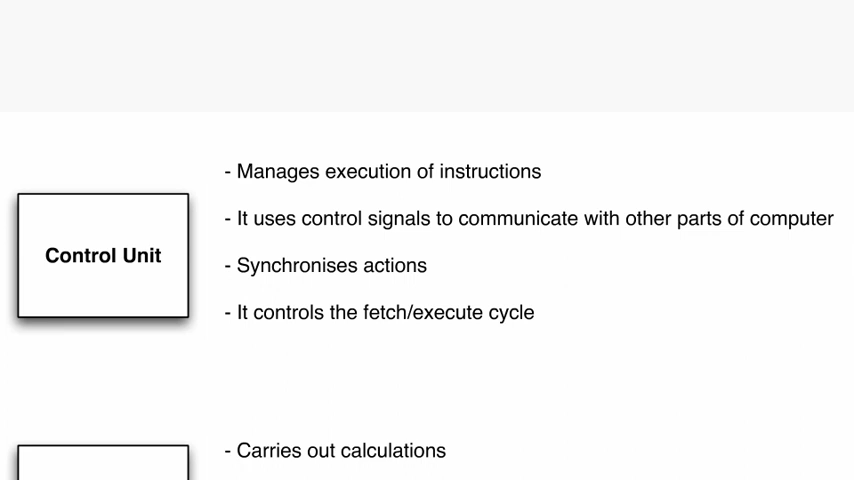 - Manages execution of instructions
- It uses control signals to communicate with other parts of computer
Control Unit
- Synchronises actions
- It controls the fetch/execute cycle
- Carries out calculations